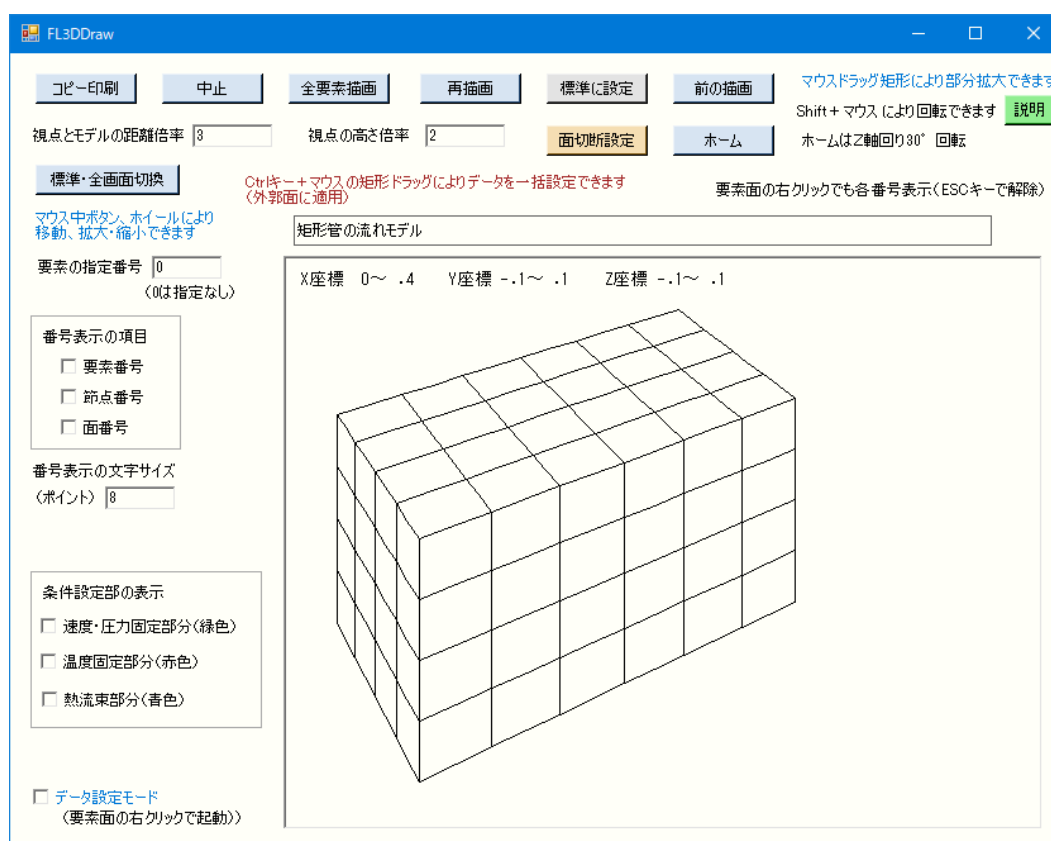 FL3DDraw
コピー印刷 中止 全要素描画 再描画 標準に設定 前の描画 マウスドラッグ矩形により部分拡大できます
Shift+マウスにより回転できます 説明
視点とモデルの距離倍率 3 視点の高さ倍率 2 面切断設定 ホーム ホームはZ軸回り30° 回転
標準・全画面切換
Ctrlキー+マウスの矩形ドラッグによりデータを一括設定できます
(外郭面に適用)
要素面の右クリックでも各番号表示(ESCキーで解除)
マウス中ボタン、ホイールにより
移動、拡大・縮小できます
矩形管の流れモデル
要素の指定番号 0
(0は指定なし)
X座標 0~ .4 Y座標 -.1~ .1 Z座標 -.1~ .1
番号表示の項目
要素番号
節点番号
面番号
番号表示の文字サイズ
(ポイント) 8
条件設定部の表示
速度・圧力固定部分(緑色)
温度固定部分(赤色)
熱流束部分(青色)
データ設定モード
(要素面の右クリックで起動))